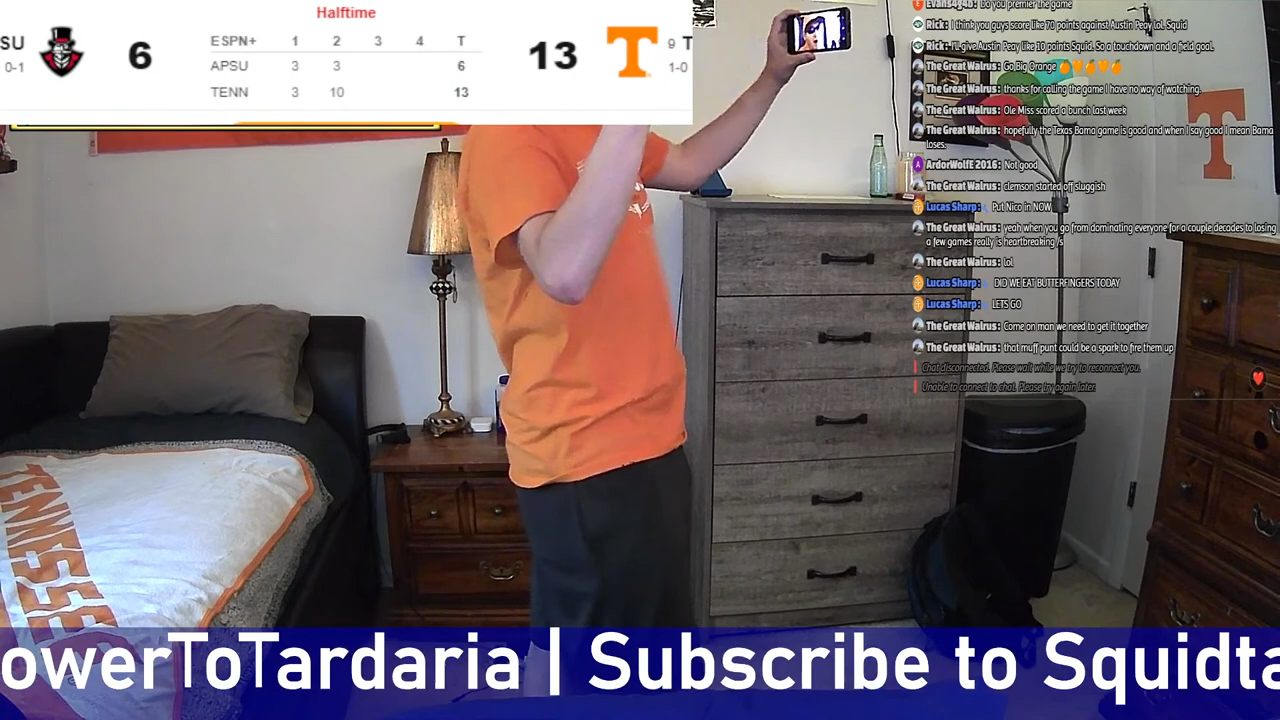 Halftime
SU
0-1
6
ESPN+ 1 2 3 4 T
APSU 3 3 6
TENN 3 10 13
13
T
9 T
1-0
Evans4g4b: Do you premier the game
Rick: I think you guys score like 70 points against Austin Peay lol, Squid
Rick: I'll give Austin Peay like 10 points Squid. So a touchdown and a field goal.
The Great Walrus: Go Big Orange 🍊🧡🍊🧡🍊
The Great Walrus: thanks for calling the game I have no way of watching.
The Great Walrus: Ole Miss scored a bunch last week
The Great Walrus: hopefully the Texas Bama game is good and when I say good I mean Bama
loses.
ArdorWolfE 2016: Not good
The Great Walrus: clemson started off sluggish
Lucas Sharp: Put Nico in NOW
The Great Walrus: yeah when you go from dominating everyone for a couple decades to losing
a few games really is heartbreaking /s
The Great Walrus: lol
Lucas Sharp: DID WE EAT BUTTERFINGERS TODAY
Lucas Sharp: LETS GO
The Great Walrus: Come on man we need to get it together
The Great Walrus: that muff punt could be a spark to fire them up
Chat disconnected. Please wait while we try to reconnect you.
Unable to connect to chat. Please try again later.
T
TENNESSEE
owerToTardaria | Subscribe to Squidta